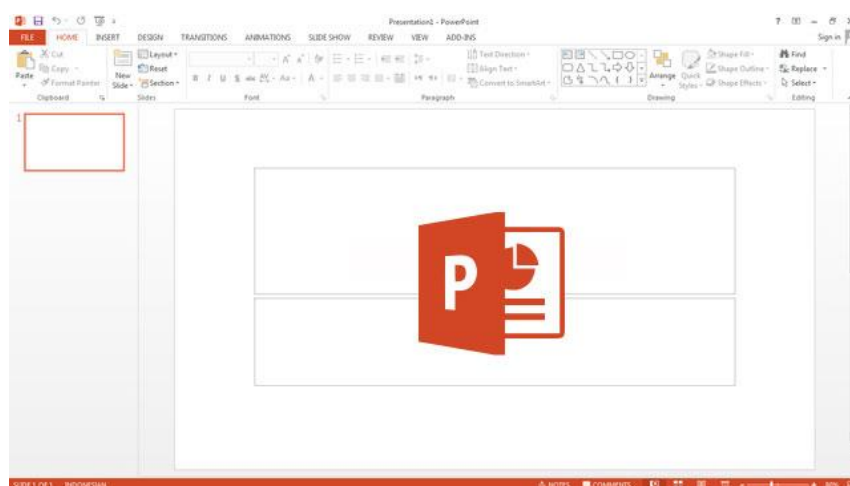 Presentation1 - PowerPoint
Sign in
FILE HOME INSERT DESIGN TRANSITIONS ANIMATIONS SLIDE SHOW REVIEW VIEW ADD-INS
Cut
Copy
Format Painter
Paste
Clipboard
New
Slide
Layout
Reset
Section
Slides
Font
Text Direction
Align Text
Convert to SmartArt
Paragraph
Arrange
Quick
Styles
Shape Fill
Shape Outline
Shape Effects
Drawing
Find
Replace
Select
Editing
1
P
SLIDE 1 OF 1 INDONESIAN
NOTES COMMENTS